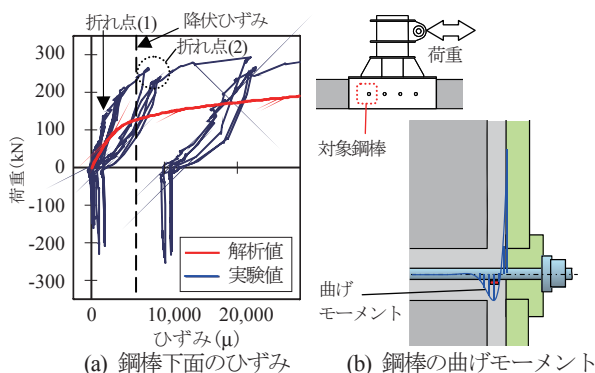 折れ点(1)
降伏ひずみ
折れ点(2)
300
200
100
0
-100
-200
-300
荷重(kN)
解析値
実験値
0
10,000
20,000
ひずみ(μ)
(a) 鋼棒下面のひずみ
荷重
対象鋼棒
曲げ
モーメント
(b) 鋼棒の曲げモーメント